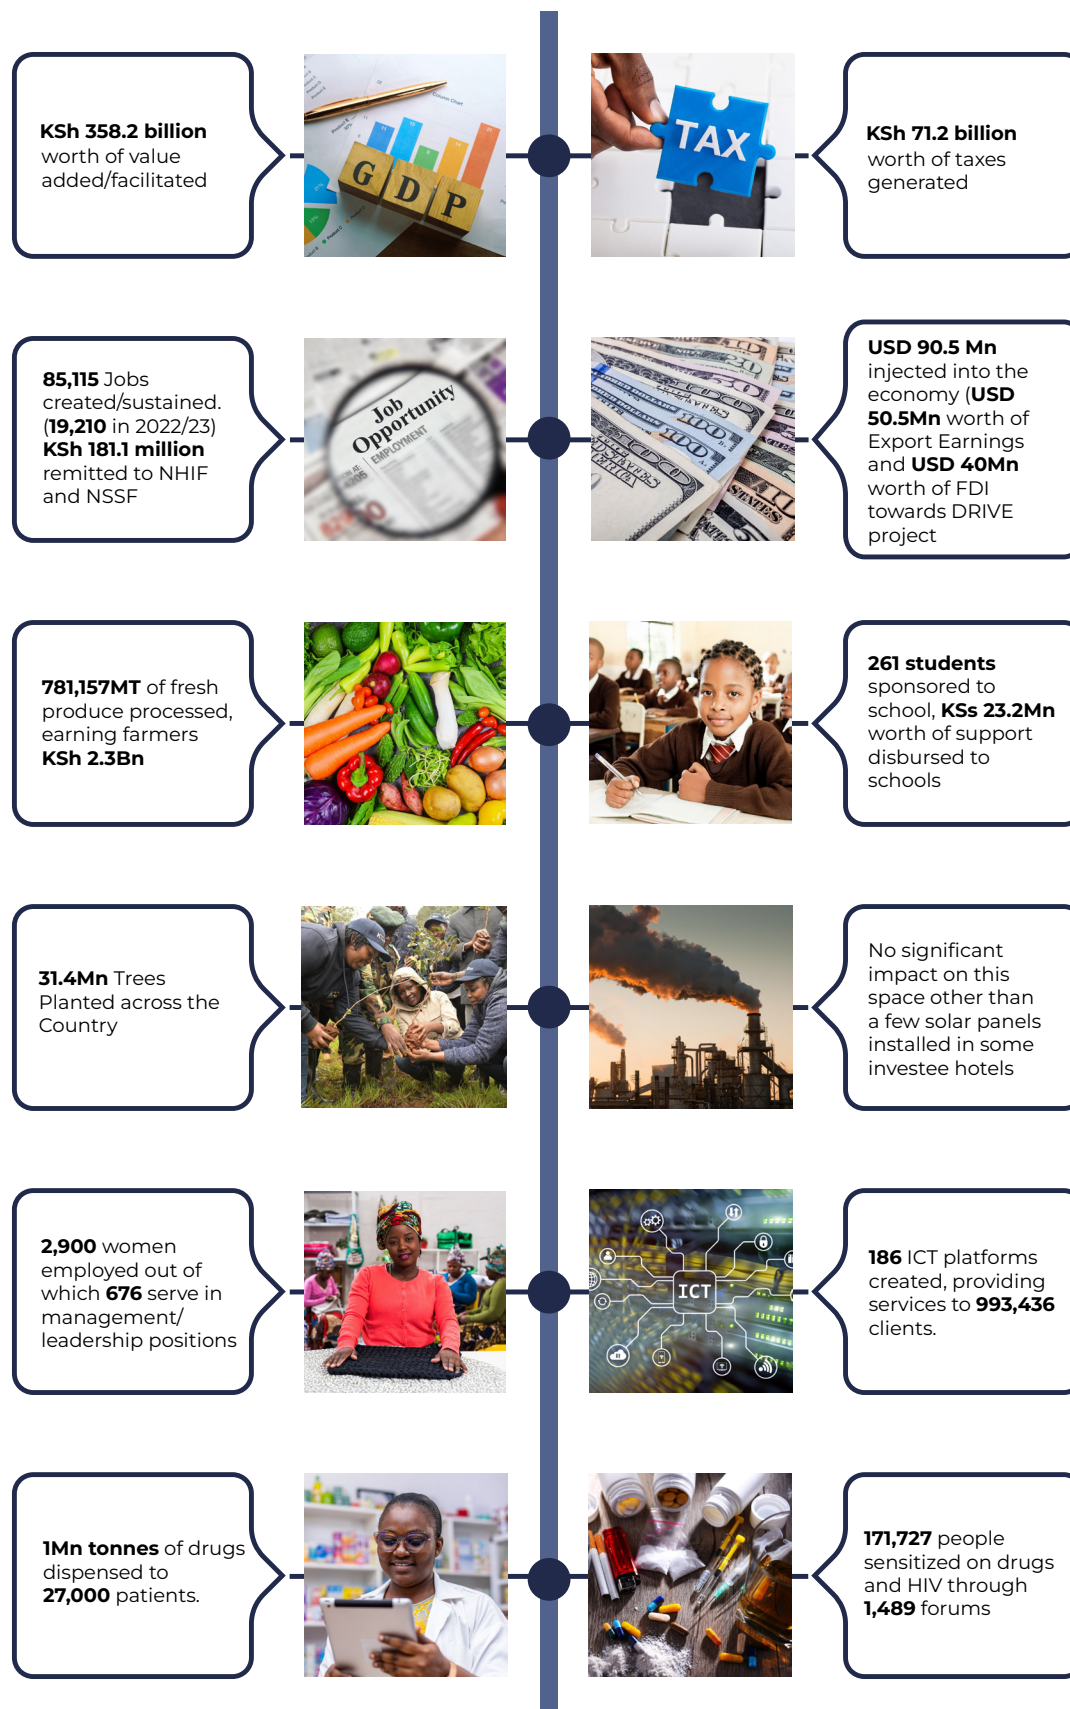 KSh 358.2 billion
worth of value
added/facilitated
Column Chart
GDP
TAX
KSh 71.2 billion
worth of taxes
generated
85,115 Jobs
created/sustained.
(19,210 in 2022/23)
KSh 181.1 million
remitted to NHIF
and NSSF
Job
Opportunity
EMPLOYMENT
USD 90.5 Mn
injected into the
economy (USD
50.5Mn worth of
Export Earnings
and USD 40Mn
worth of FDI
towards DRIVE
project
781,157MT of fresh
produce processed,
earning farmers
KSh 2.3Bn
261 students
sponsored to
school, KSs 23.2Mn
worth of support
disbursed to
schools
31.4Mn Trees
Planted across the
Country
No significant
impact on this
space other than
a few solar panels
installed in some
investee hotels
2,900 women
employed out of
which 676 serve in
management/
leadership positions
ICT
186 ICT platforms
created, providing
services to 993,436
clients.
1Mn tonnes of drugs
dispensed to
27,000 patients.
171,727 people
sensitized on drugs
and HIV through
1,489 forums